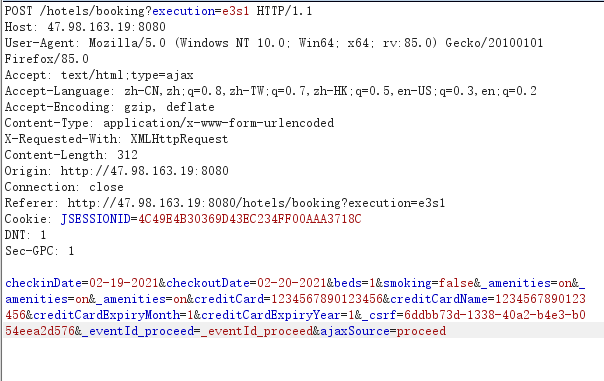 POST /hotels/booking?execution=e3s1 HTTP/1.1
Host: 47.98.163.19:8080
User-Agent: Mozilla/5.0 (Windows NT 10.0; Win64; x64; rv:85.0) Gecko/20100101
Firefox/85.0
Accept: text/html;type=ajax
Accept-Language: zh-CN,zh;q=0.8,zh-TW;q=0.7,zh-HK;q=0.5,en-US;q=0.3,en;q=0.2
Accept-Encoding: gzip, deflate
Content-Type: application/x-www-form-urlencoded
X-Requested-With: XMLHttpRequest
Content-Length: 312
Origin: http://47.98.163.19:8080
Connection: close
Referer: http://47.98.163.19:8080/hotels/booking?execution=e3s1
Cookie: JSESSIONID=4C49E4B30369D43EC234FF00AAA3718C
DNT: 1
Sec-GPC: 1

checkinDate=02-19-2021&checkoutDate=02-20-2021&beds=1&smoking=false&_amenities=on&_
amenities=on&_amenities=on&creditCard=1234567890123456&creditCardName=1234567890123
456&creditCardExpiryMonth=1&creditCardExpiryYear=1&_csrf=6ddbb73d-1338-40a2-b4e3-b0
54eea2d576&_eventId_proceed=_eventId_proceed&ajaxSource=proceed